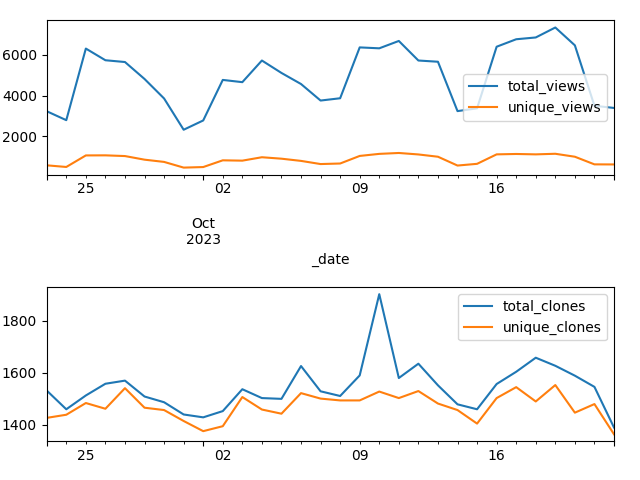 6000
4000
2000
total_views
unique_views
25
02
09
16
Oct
2023
_date
1800
1600
1400
total_clones
unique_clones
25
02
09
16